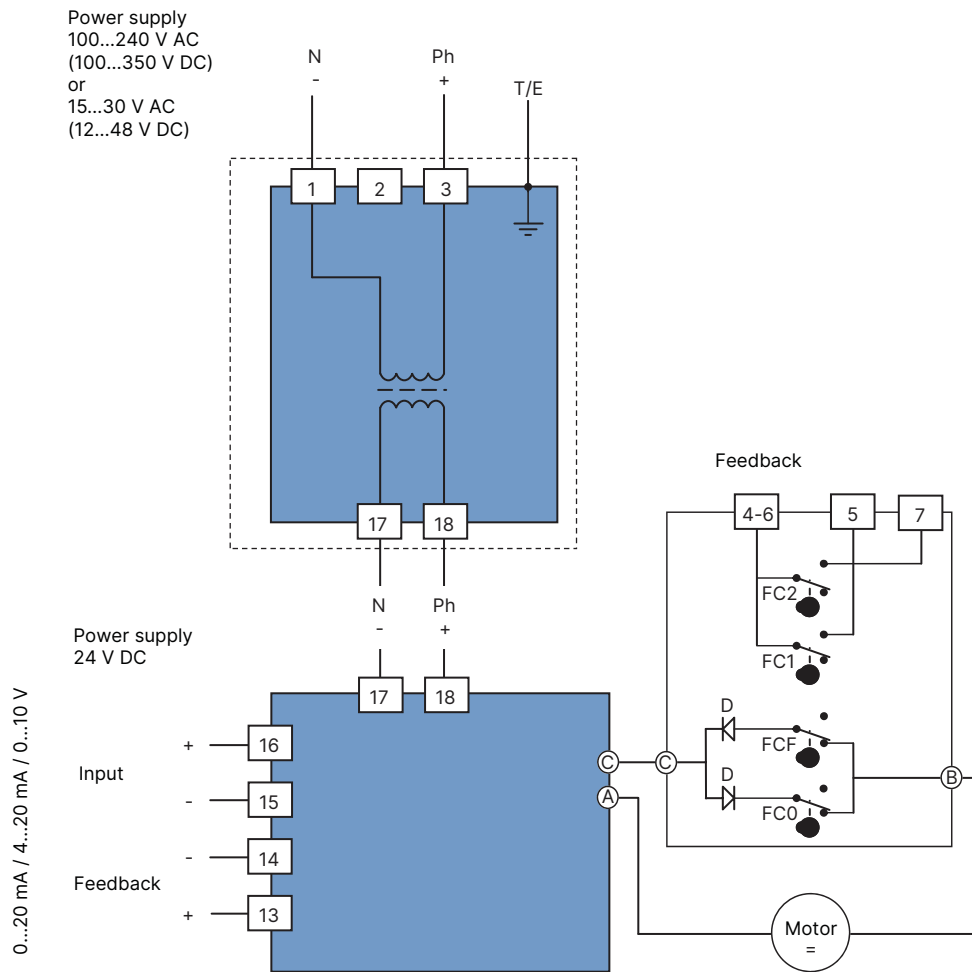 Power supply
100...240 V AC
(100...350 V DC)
or
15...30 V AC
(12...48 V DC)
N
-
Ph
+
T/E
1
2
3
17
18
N
-
Ph
+
Power supply
24 V DC
17
18
0...20 mA / 4...20 mA / 0...10 V
+
16
Input
-
15
-
14
Feedback
+
13
C
A
Feedback
4-6
5
7
FC2
FC1
D
FCF
C
D
FC0
B
Motor
=